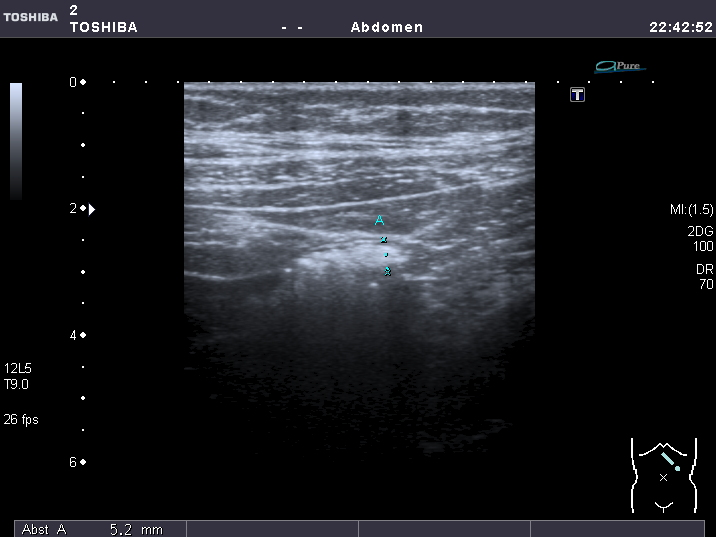 TOSHIBA
2
TOSHIBA - - Abdomen 22:42:52
Pure
T
0
2
4
6
A
MI:(1.5)
2DG
100
DR
70
12L5
T9.0
26 fps
Abst A 5.2 mm